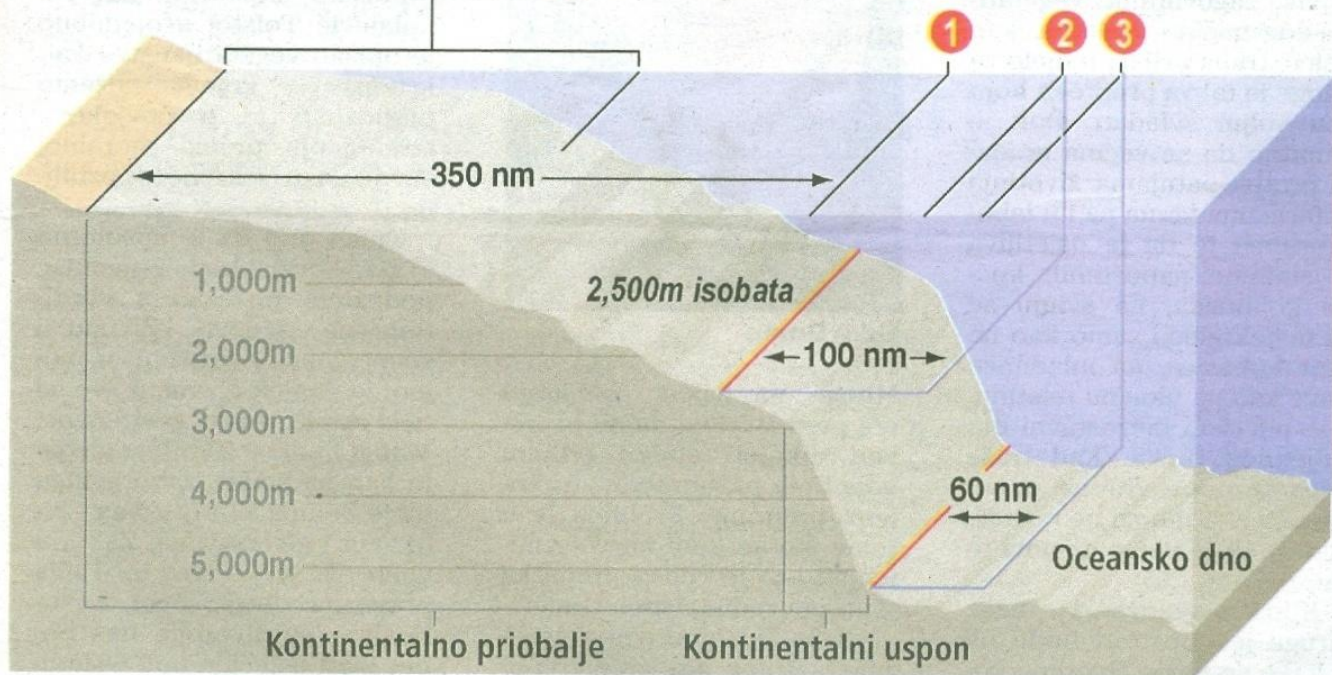 1 2 3
350 nm
1,000m
2,500m isobata
2,000m
100 nm
3,000m
4,000m
60 nm
5,000m
Oceansko dno
Kontinentalno priobalje Kontinentalni uspon